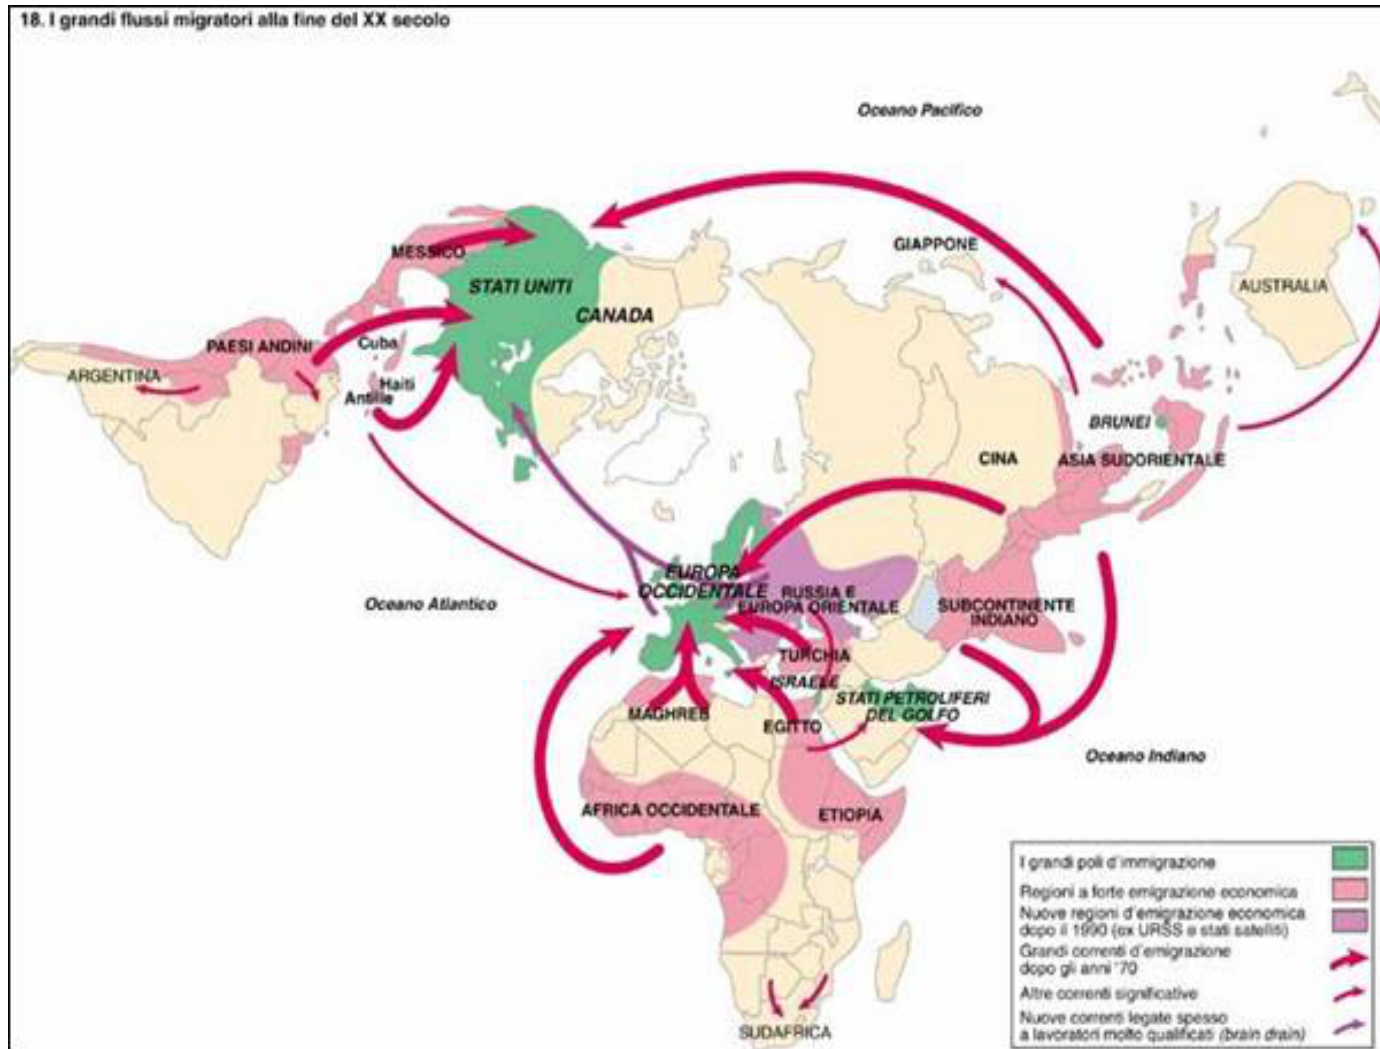 18. I grandi flussi migratori alla fine del XX secolo
Oceano Pacifico
GIAPPONE
MESSICO
STATI UNITI
AUSTRALIA
CANADA
PAESI ANDINI
Cuba
ARGENTINA
Haiti
Antille
BRUNEI
CINA
ASIA SUDORIENTALE
EUROPA
OCCIDENTALE
RUSSIA E
EUROPA ORIENTALE
Oceano Atlantico
SUBCONTINENTE
INDIANO
TURCHIA
ISRAELE
STATI PETROLIFERI
DEL GOLFO
MAGHREB
EGITTO
Oceano Indiano
AFRICA OCCIDENTALE
ETIOPIA
SUDAFRICA
I grandi poli d'immigrazione
Regioni a forte emigrazione economica
Nuove regioni d'emigrazione economica
dopo il 1990 (ex URSS e stati satelliti)
Grandi correnti d'emigrazione
dopo gli anni '70
Altre correnti significative
Nuove correnti legate spesso
a lavoratori molto qualificati (brain drain)